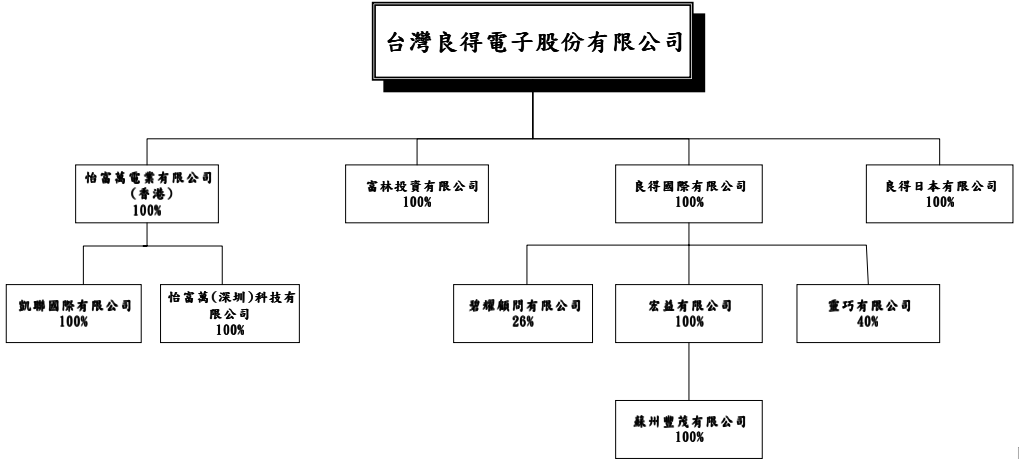 台灣良得電子股份有限公司
怡富萬電業有限公司
(香港)
100%
富林投資有限公司
100%
良得國際有限公司
100%
良得日本有限公司
100%
凱聯國際有限公司
100%
怡富萬(深圳)科技有
限公司
100%
碧耀顧問有限公司
26%
宏益有限公司
100%
靈巧有限公司
40%
蘇州豐茂有限公司
100%